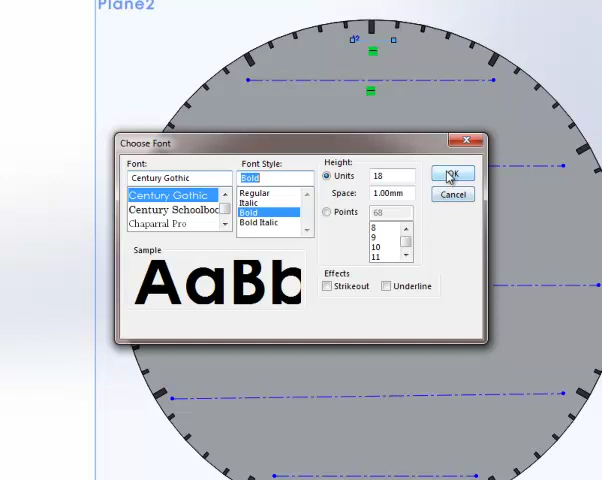 Plane2
12
Choose Font
Font: Font Style: Height:
Century Gothic Bold Units 18 OK
Century Gothic Regular Space: 1.00mm Cancel
Century Schoolboo Italic Points 68
Chaparral Pro Bold 8
Bold Italic 9
10
11
Sample
AaBb
Effects
Strikeout Underline